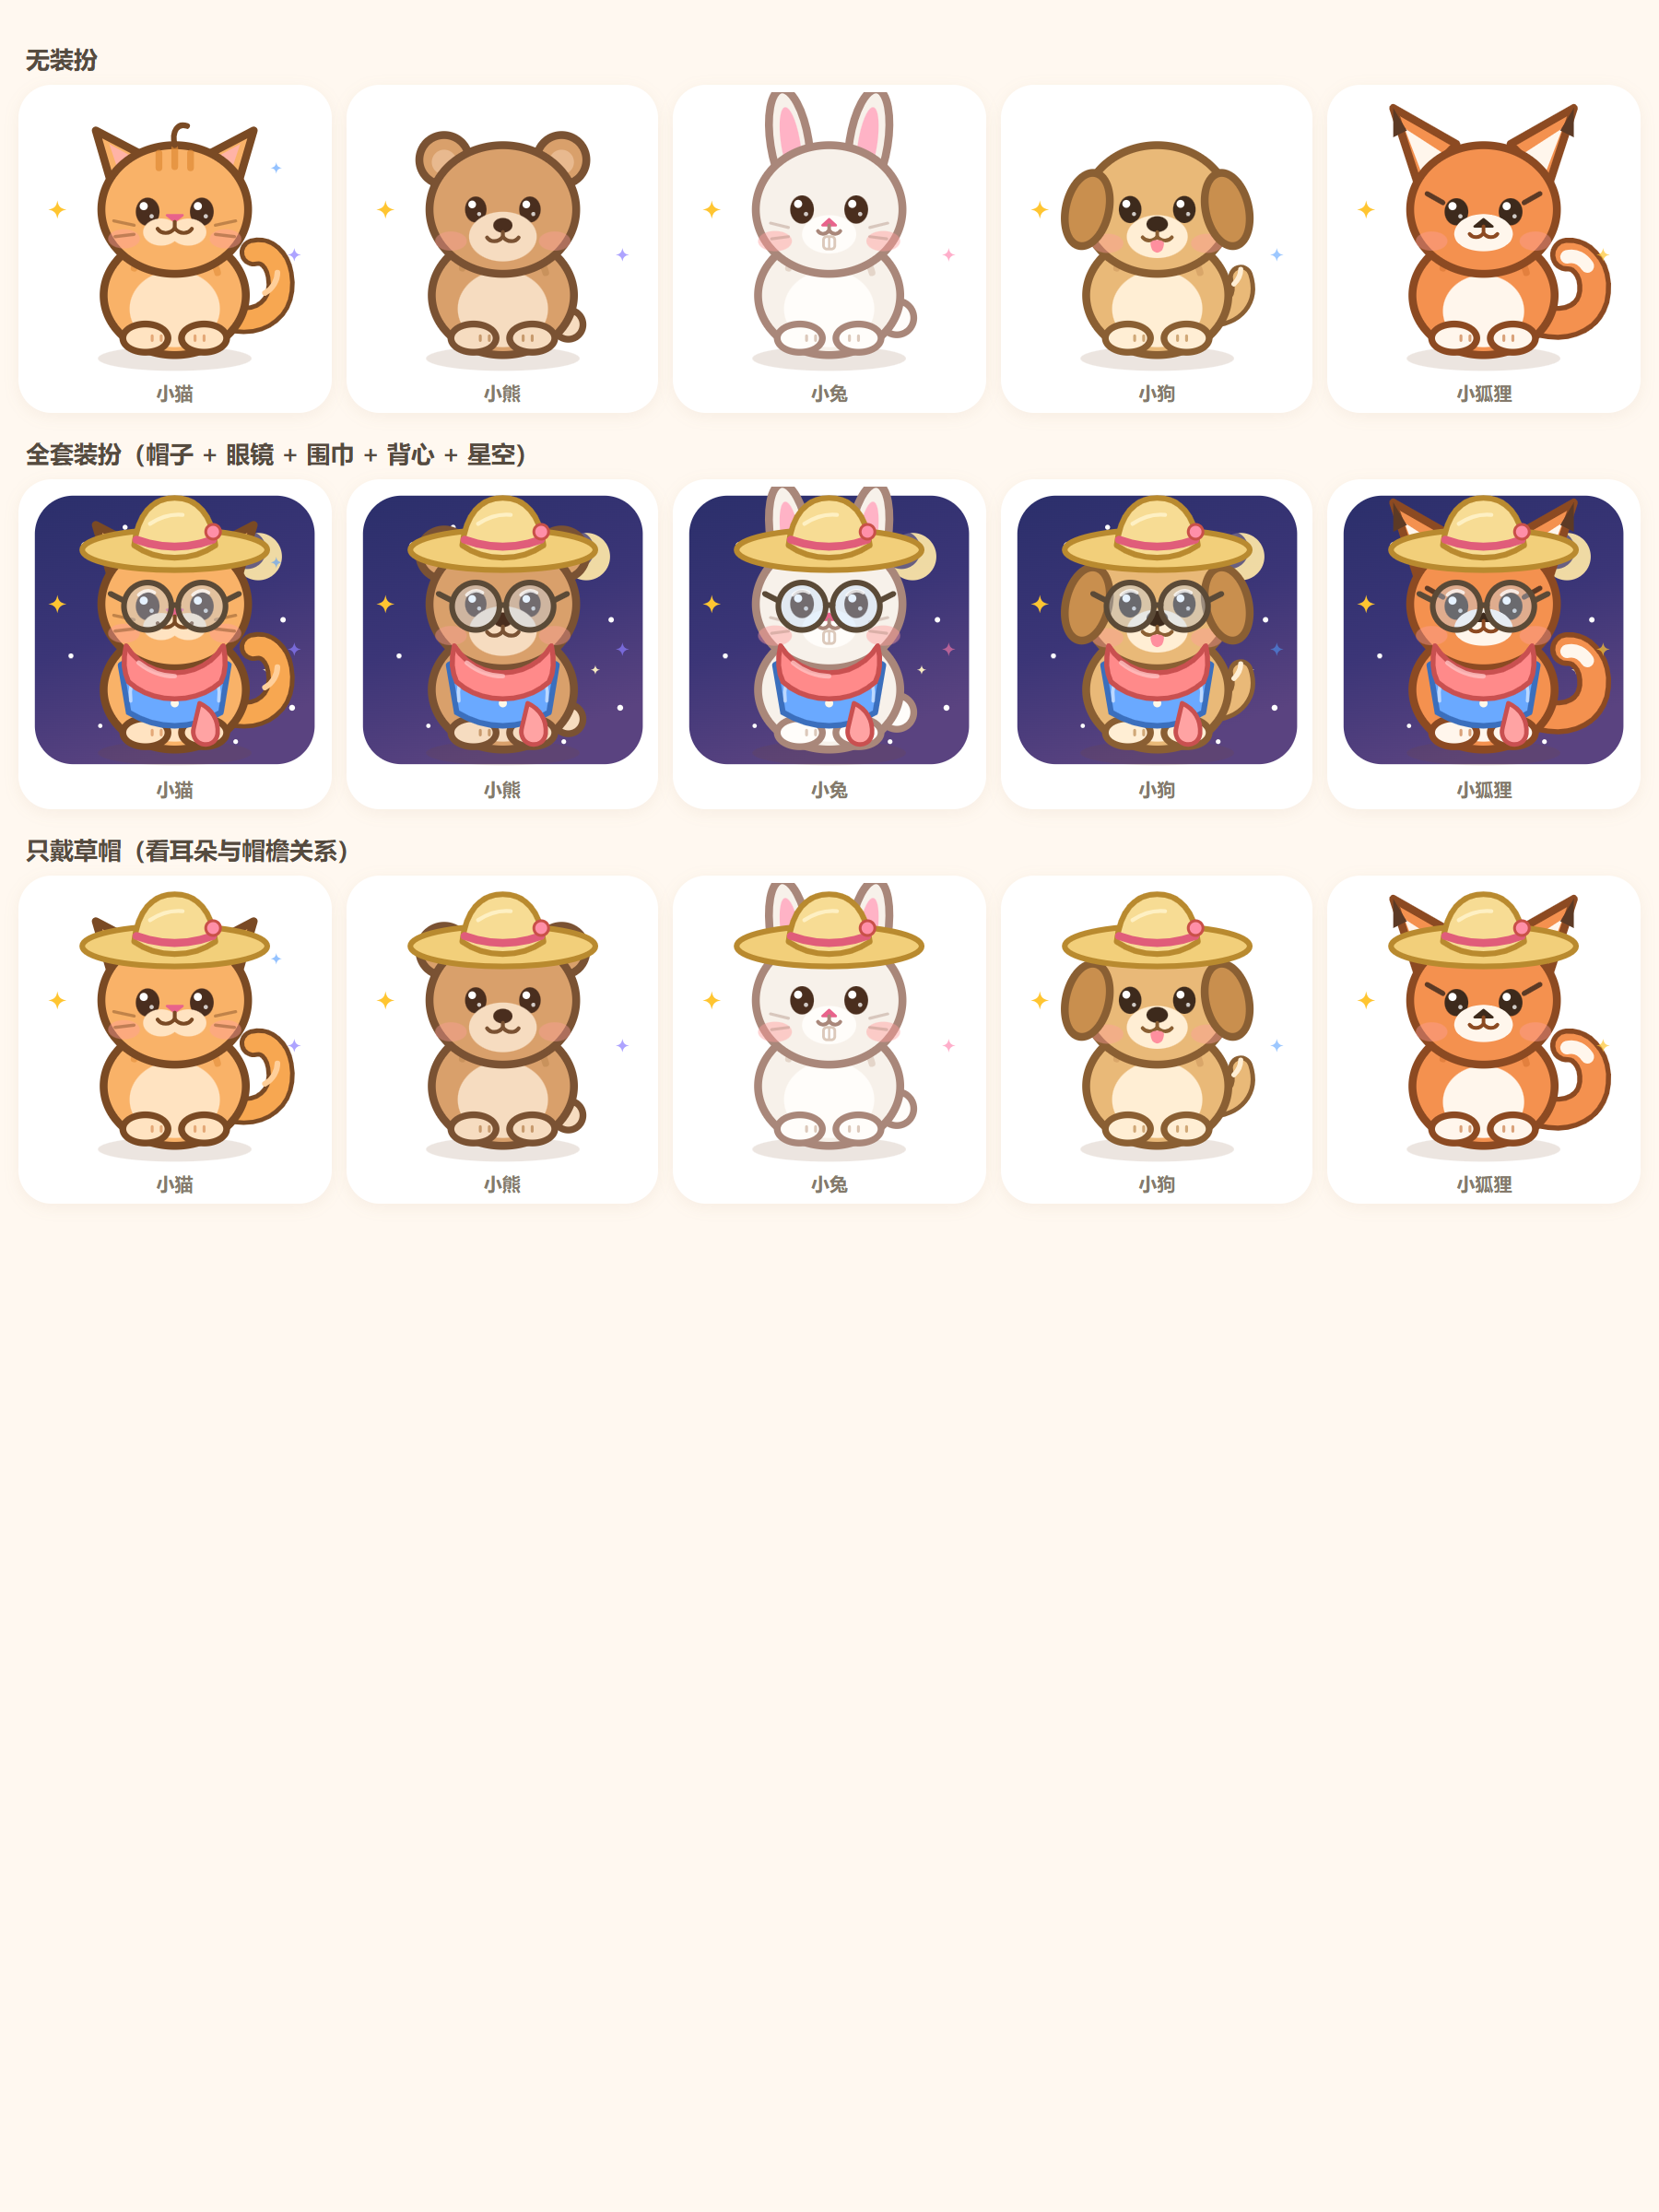 无装扮
小猫
小熊
小兔
小狗
小狐狸
全套装扮（帽子 + 眼镜 + 围巾 + 背心 + 星空）
小猫
小熊
小兔
小狗
小狐狸
只戴草帽（看耳朵与帽檐关系）
小猫
小熊
小兔
小狗
小狐狸